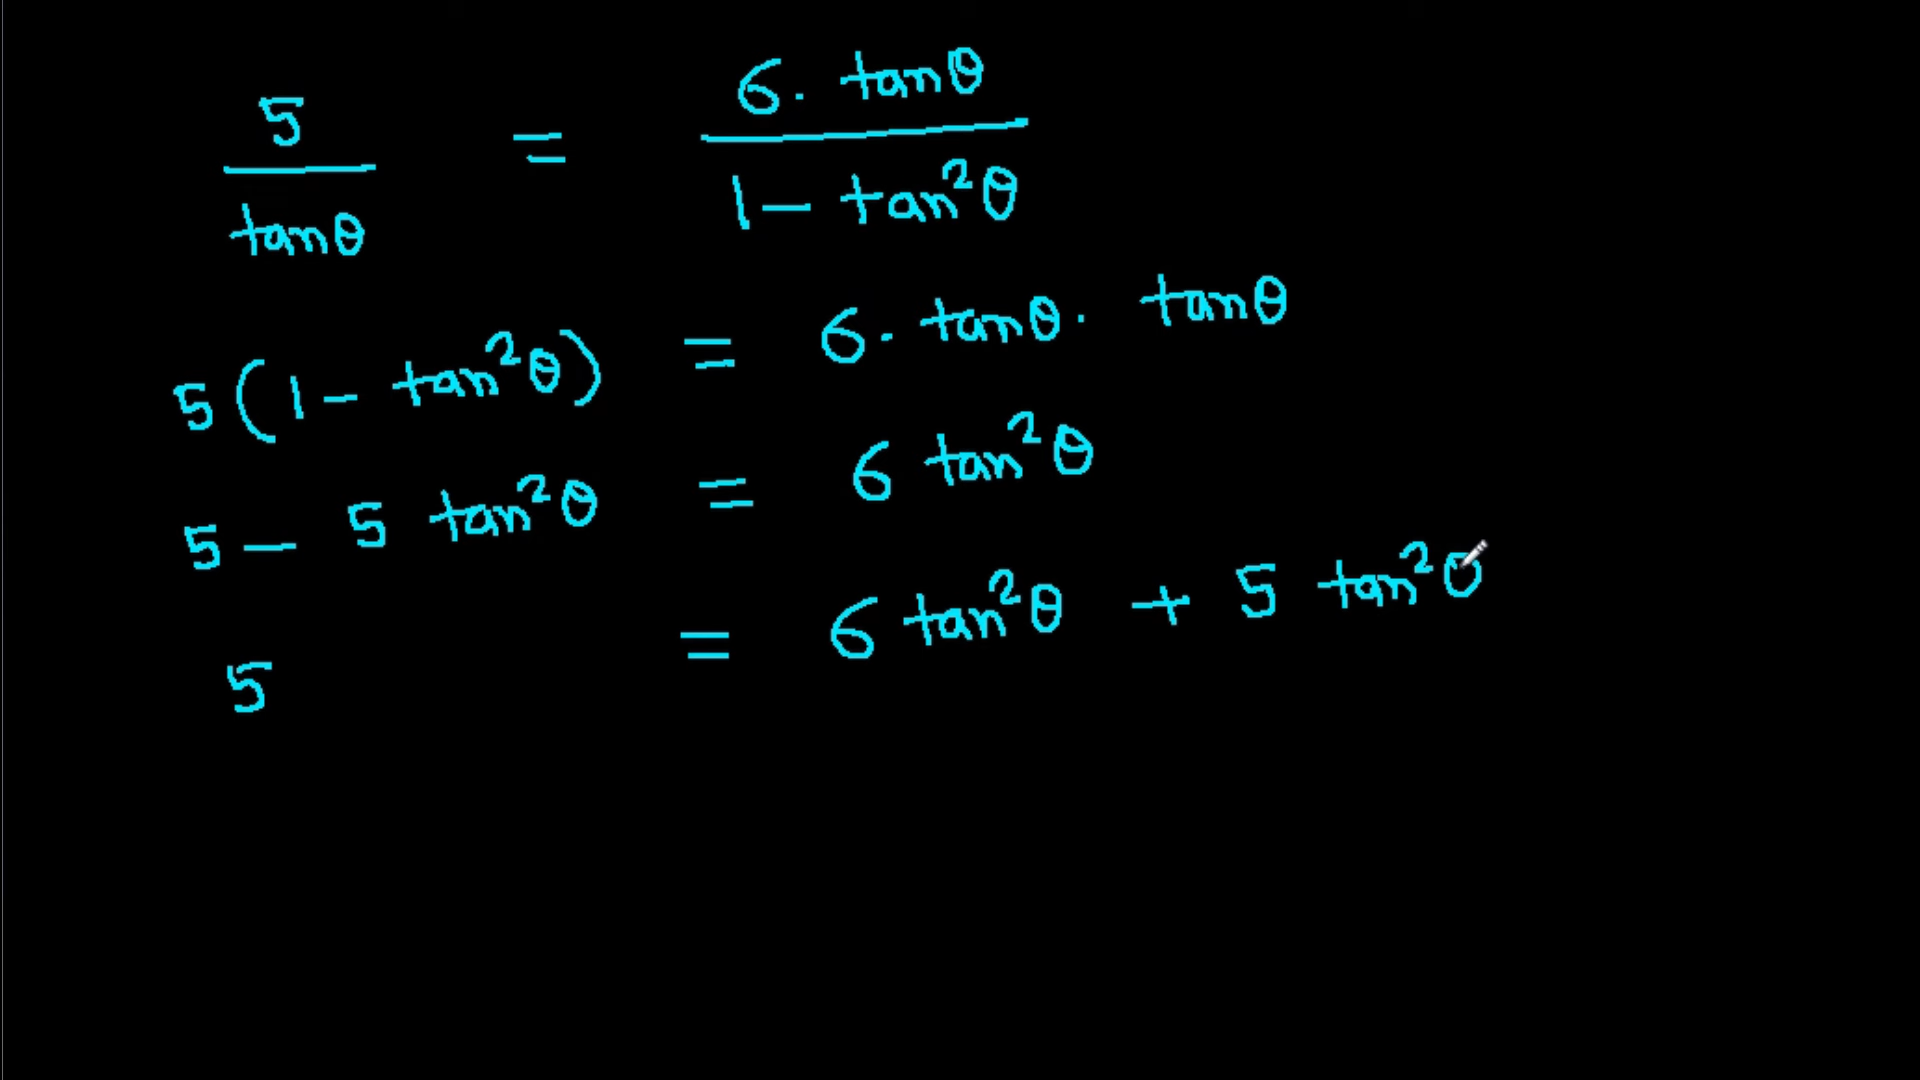 5/tanθ = 6. tanθ/1 - tan²θ
5(1 - tan²θ) = 6. tanθ. tanθ
5 - 5 tan²θ = 6 tan²θ
5 = 6 tan²θ + 5 tan²0